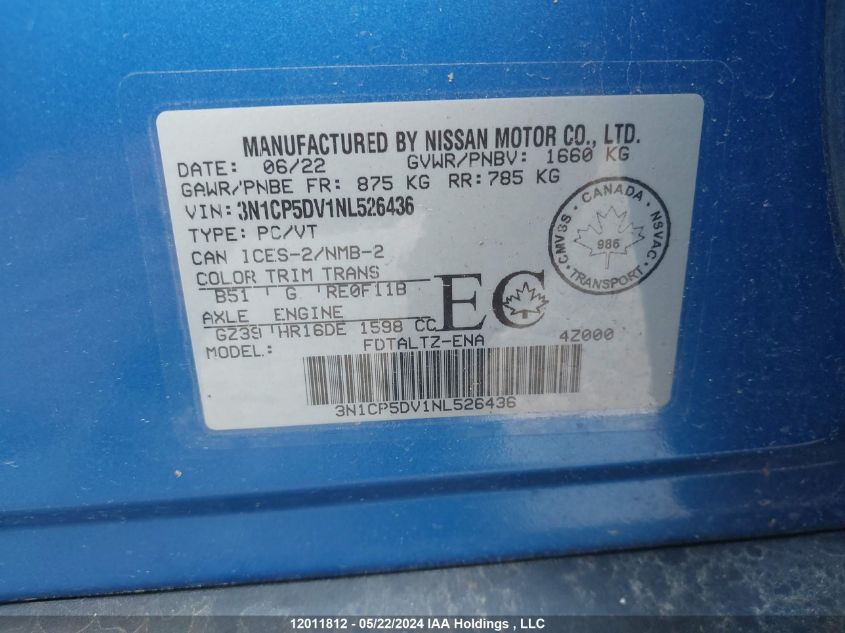 MANUFACTURED BY NISSAN MOTOR CO., LTD.
DATE: 06/22 GVWR/PNBV: 1660 KG
GAWR/PNBE FR: 875 KG RR:785 KG
VIN: 3N1CP5DV1NL526436
TYPE: PC/VT
CAN ICES-2/NMB-2
COLOR TRIM TRANS
B51 G RE0F11B
AXLE ENGINE
GZ39 HR16DE 1598 CC
MODEL: FDTALTZ-ENA 4Z000
3N1CP5DV1NL526436
EC
CANADA
CMVSS NSVAC
986
TRANSPORT
12011812 - 05/22/2024 IAA Holdings , LLC